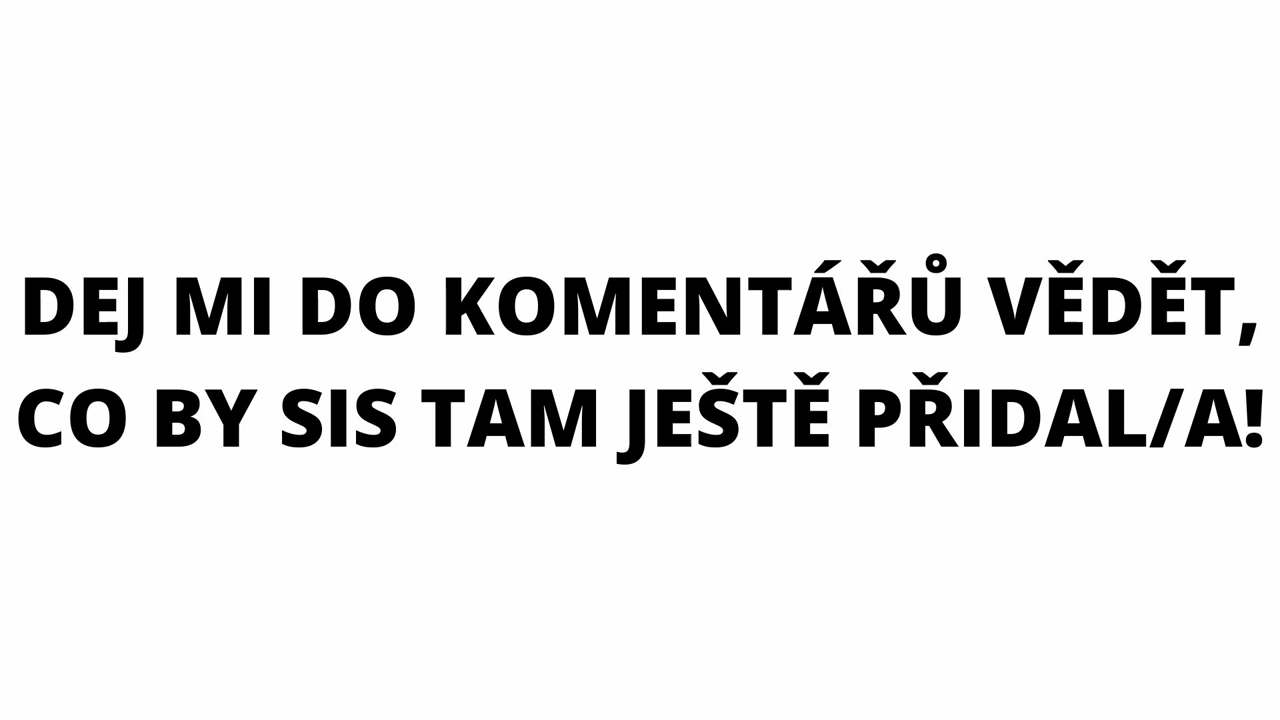 DEJ MI DO KOMENTÁŘŮ VĚDĚT,
CO BY SIS TAM JEŠTĚ PŘIDAL/A!